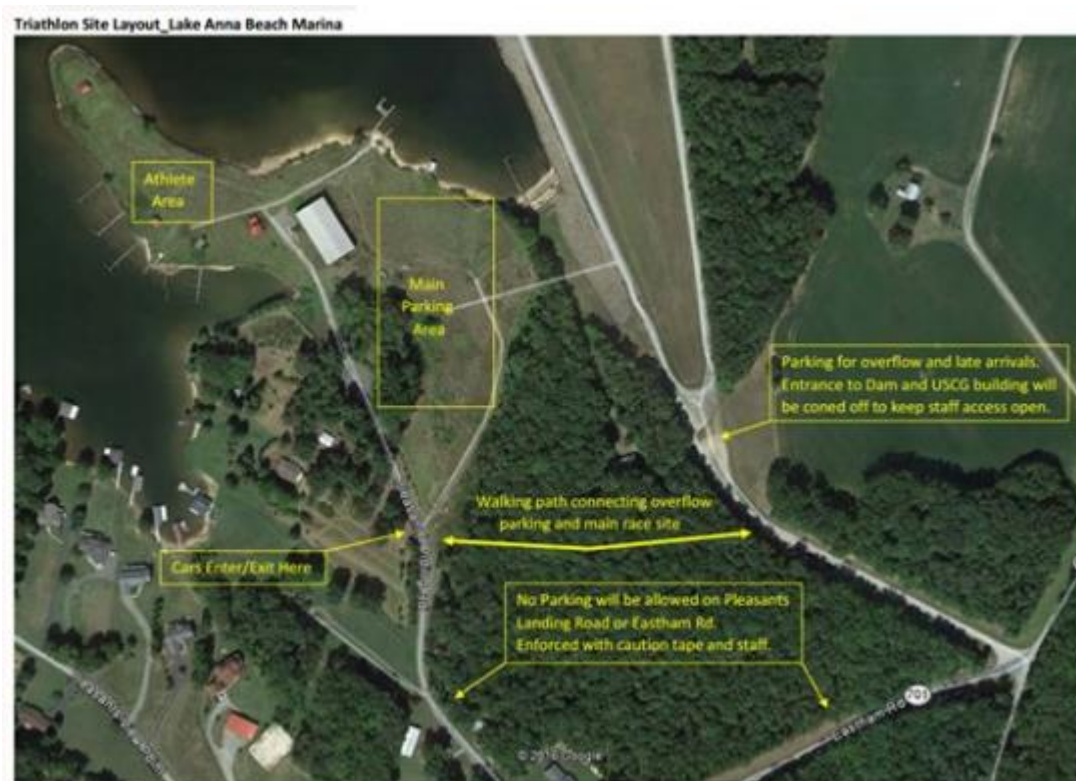 Triathlon Site Layout_Lake Anna Beach Marina
Athlete
Area
Main
Parking
Area
Parking for overflow and late arrivals.
Entrance to Dam and USCG building will
be coned off to keep staff access open.
Walking path connecting overflow
parking and main race site
Cars Enter/Exit Here
No Parking will be allowed on Pleasants
Landing Road or Eastham Rd.
Enforced with caution tape and staff.
701
Eastham Rd
Google